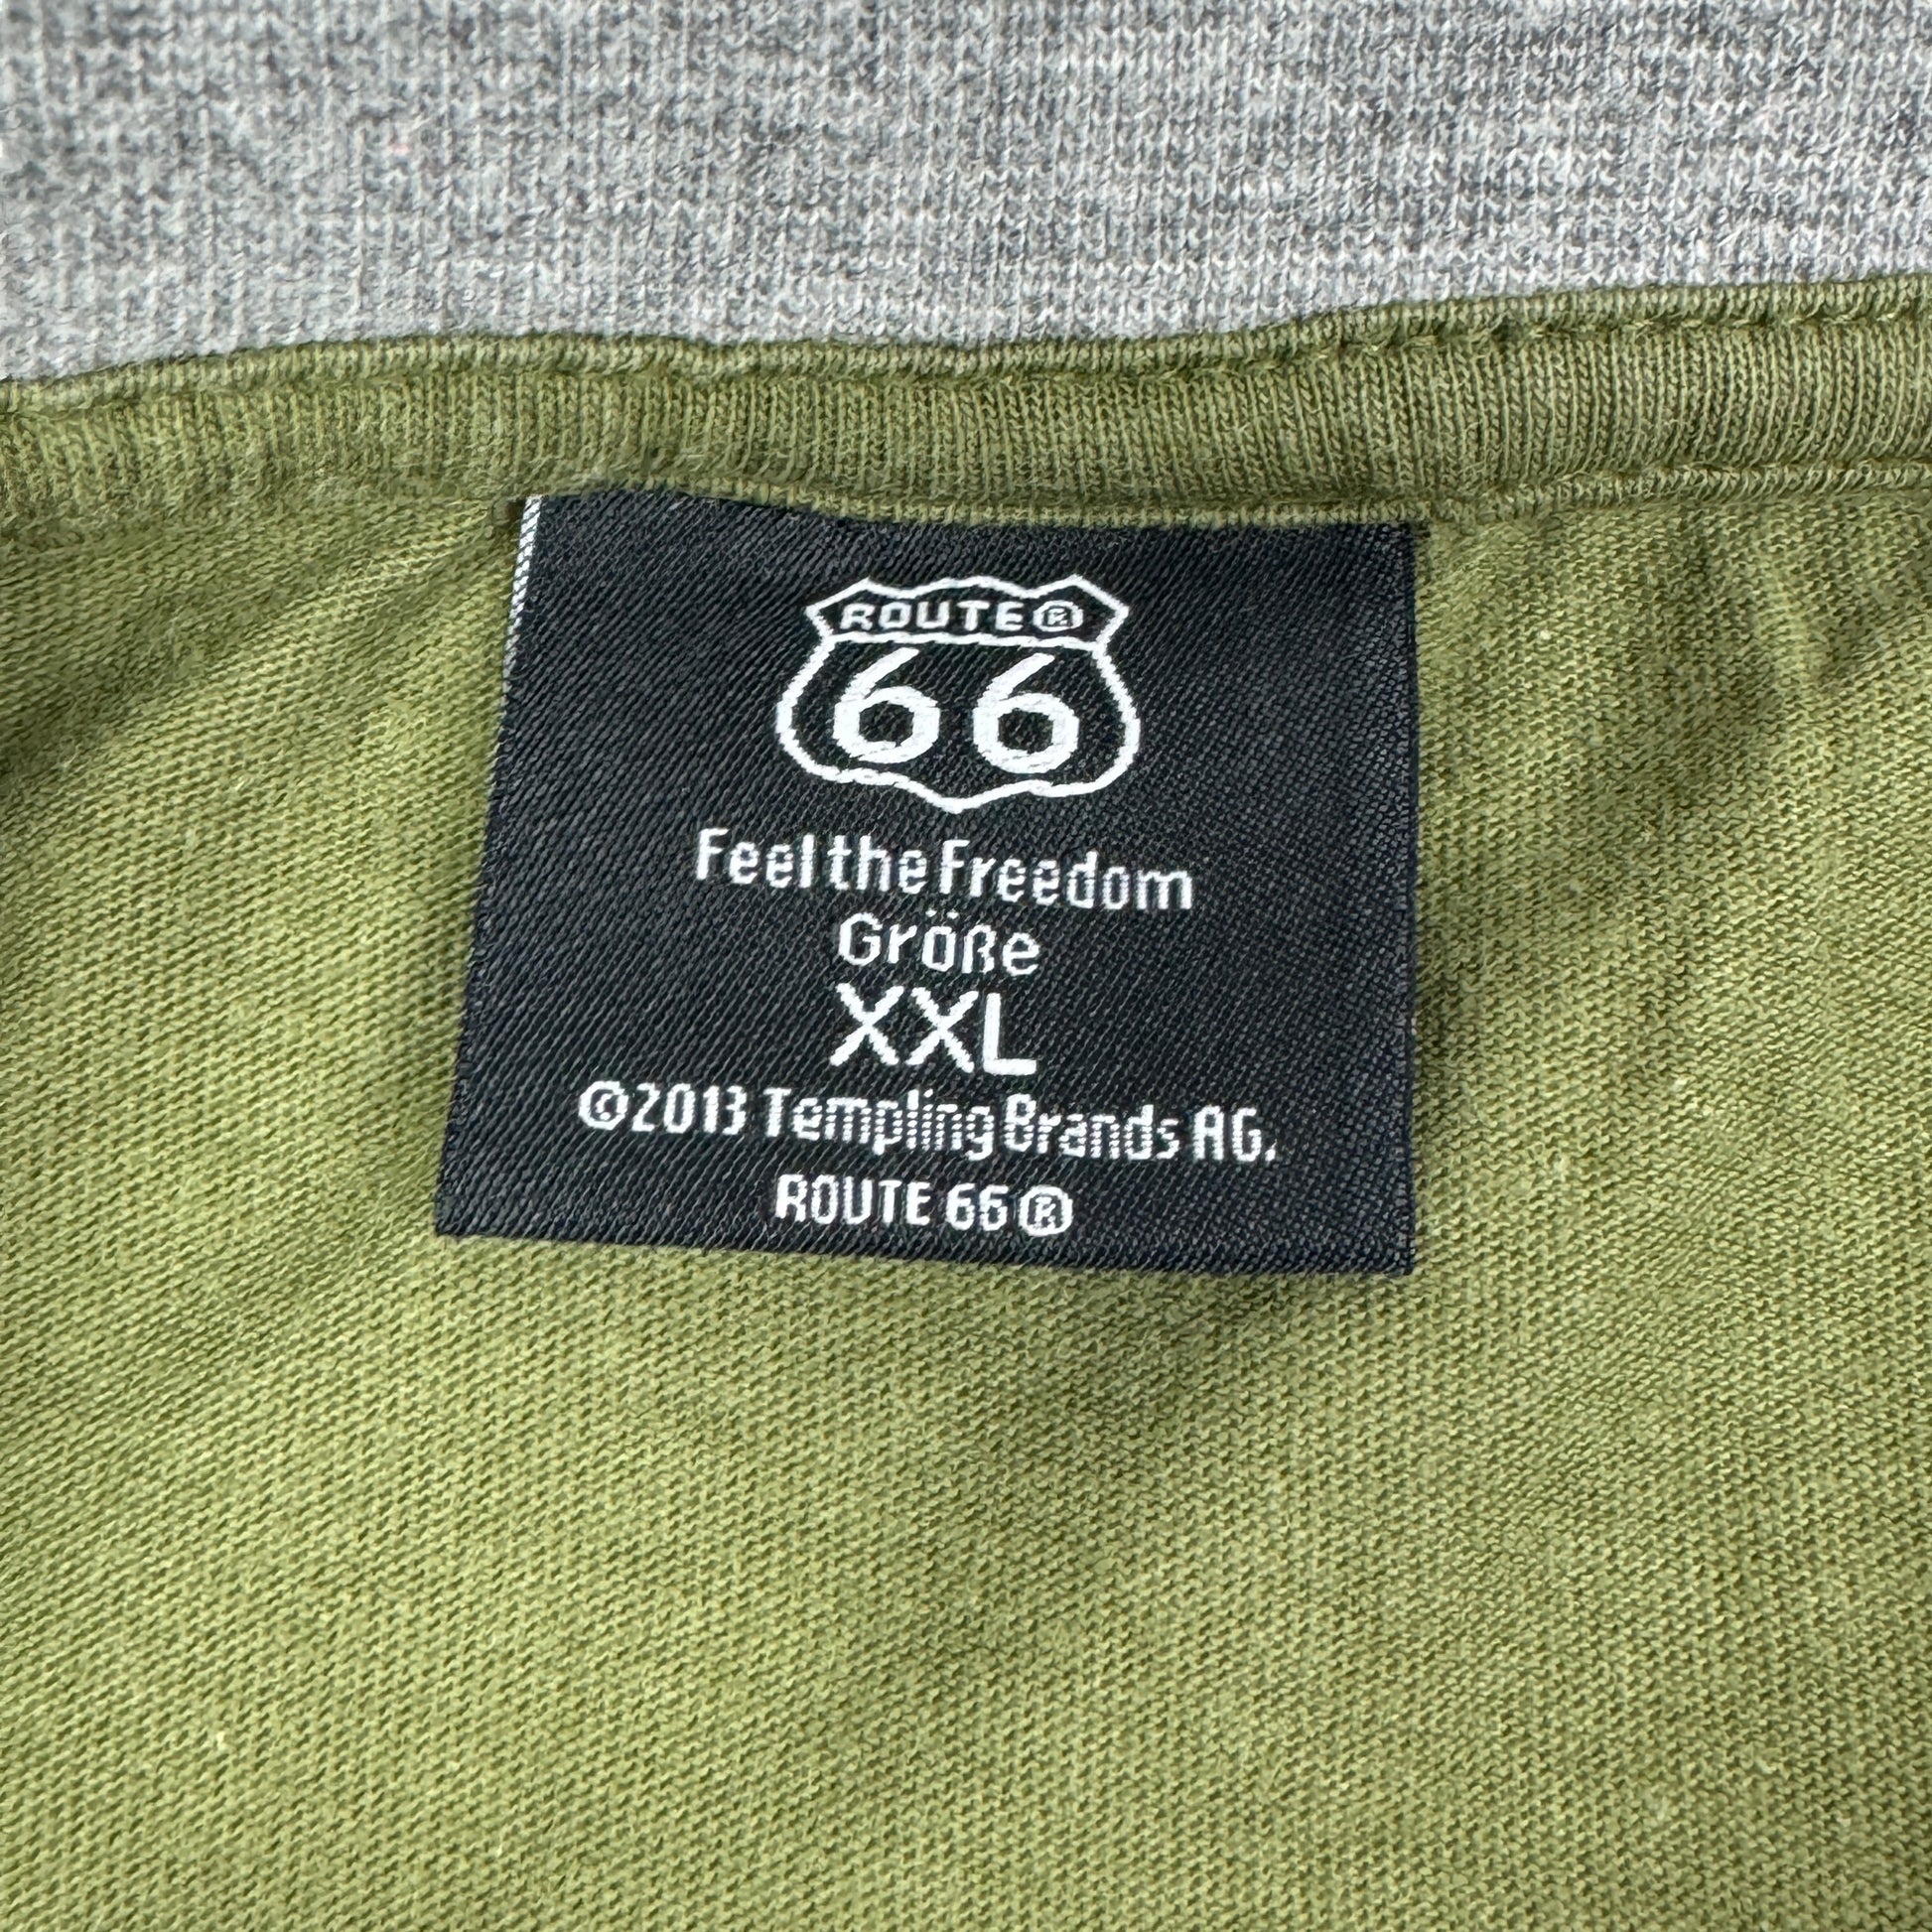 ROUTE®
66
Feel the Freedom
Größe
XXL
©2013 Templing Brands AG.
ROUTE 66®